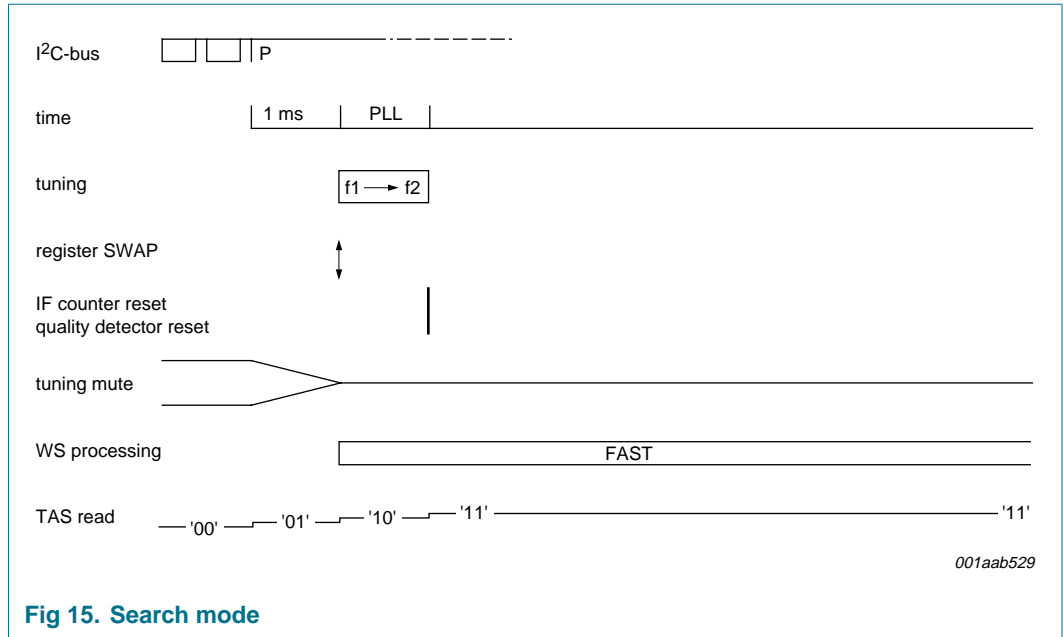 I2C-bus P
time 1 ms PLL
tuning f1 → f2
register SWAP
IF counter reset
quality detector reset
tuning mute
WS processing FAST
TAS read '00' '01' '10' '11' '11'
001aab529
Fig 15. Search mode